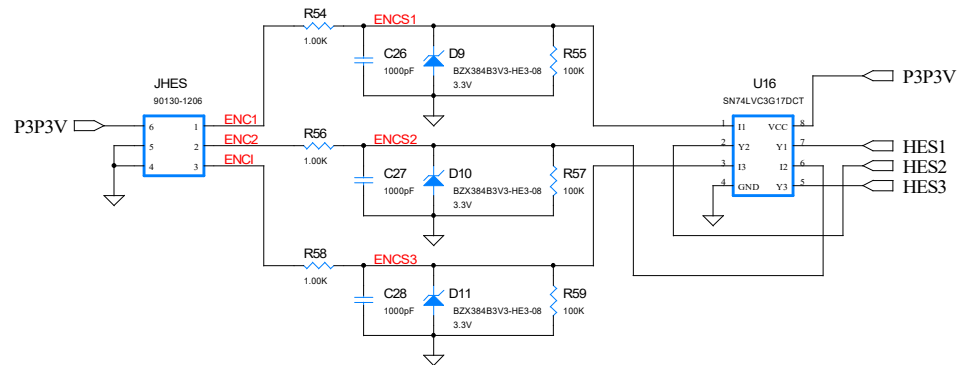 R54
1.00K
ENCS1
C26
1000pF
D9
BZX384B3V3-HE3-08
3.3V
R55
100K
JHES
90130-1206
P3P3V
6 1
5 2
4 3
ENC1
ENC2
ENCI
R56
1.00K
ENCS2
C27
1000pF
D10
BZX384B3V3-HE3-08
3.3V
R57
100K
R58
1.00K
ENCS3
C28
1000pF
D11
BZX384B3V3-HE3-08
3.3V
R59
100K
U16
SN74LVC3G17DCT
1 I1 VCC 8
2 Y2 Y1 7
3 I3 I2 6
4 GND Y3 5
P3P3V
HES1
HES2
HES3